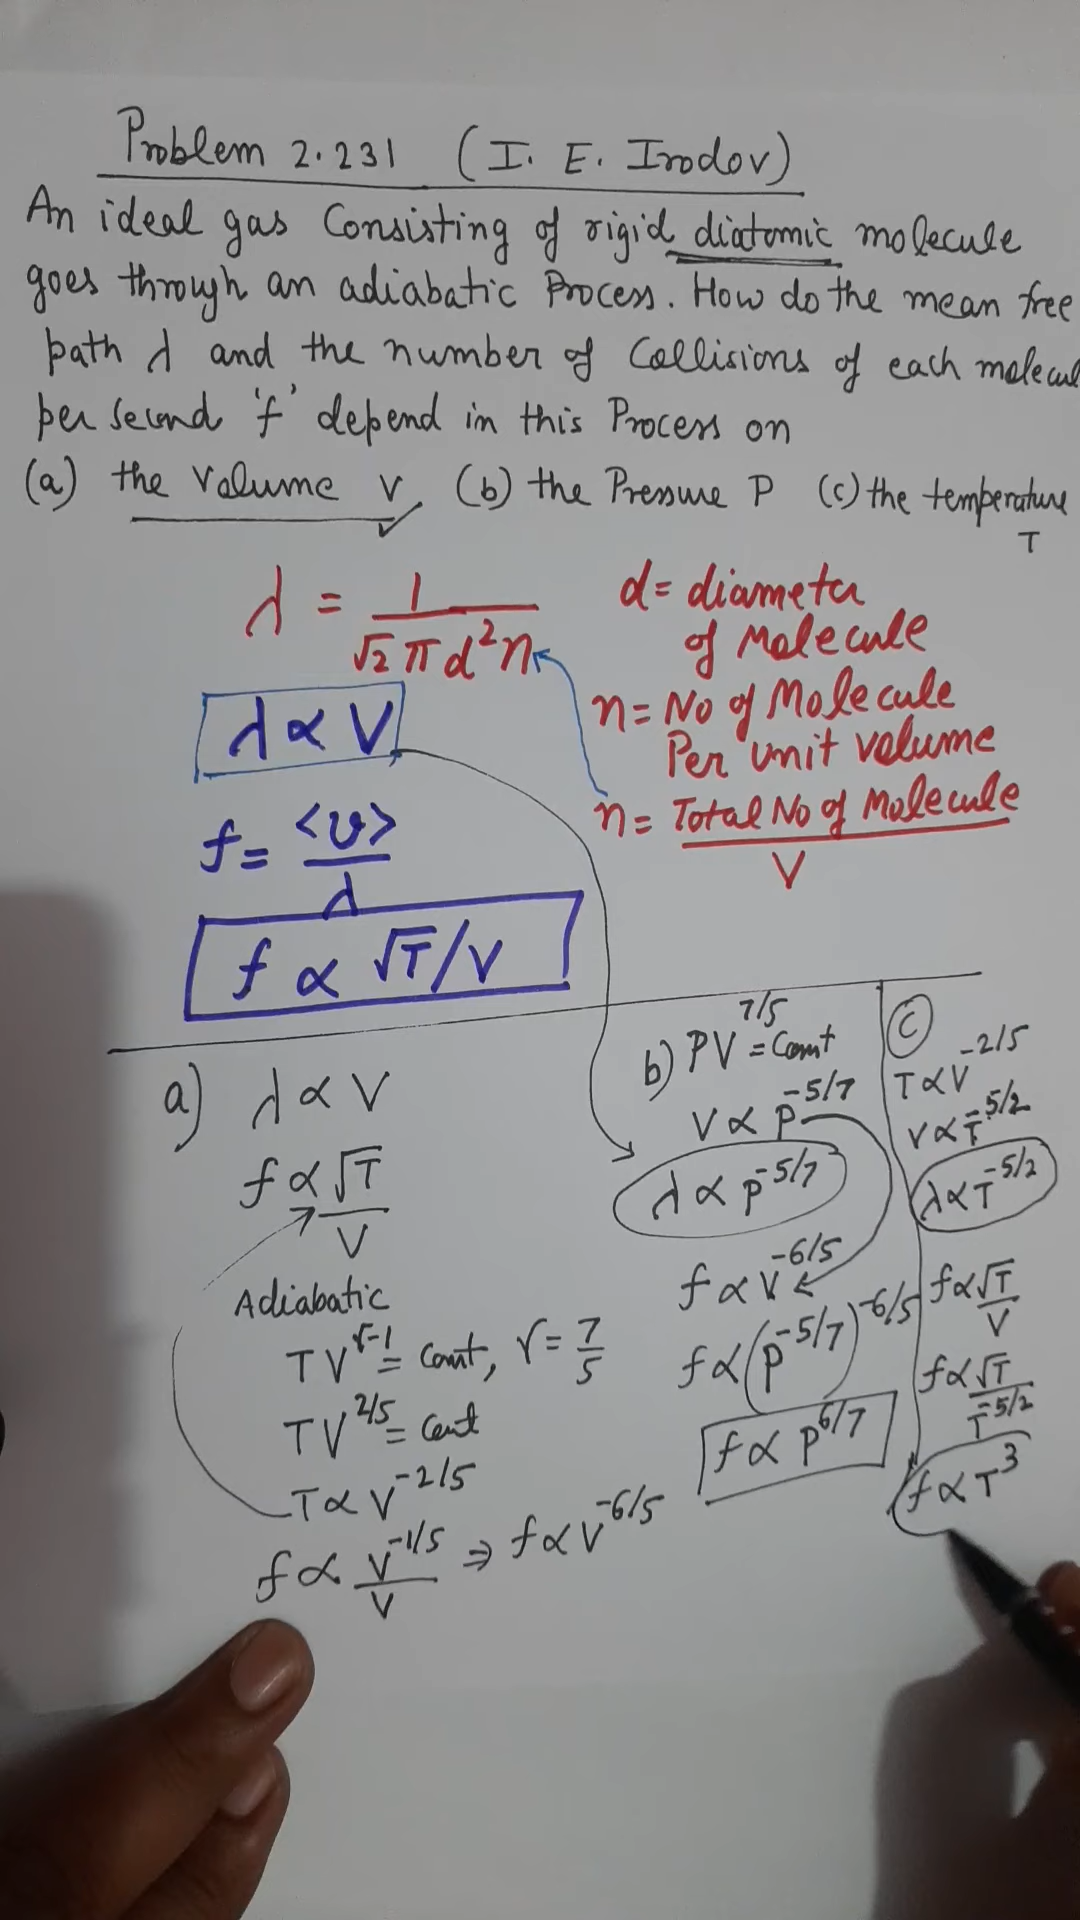 Problem 2.231 (I. E. Irodov)
An ideal gas Consisting of rigid diatomic molecule
goes through an adiabatic Process. How do the mean free
path λ and the number of Collisions of each molecul
per second 'f' depend in this Process on
(a) the Volume V, (b) the Pressure P (c) the temperature
T
λ = 1/√2 π d²n
d = diameter
of Molecule
n = No of Molecule
Per unit volume
n = Total No of Molecule / V
λ ∝ V
f = <v>/λ
f ∝ √T/V
a) λ ∝ V
f ∝ √T/V
Adiabatic
TV^γ-1 = Cont, γ = 7/5
TV^2/5 = Cont
T ∝ V^-2/5
f ∝ V^-1/5/V ⇒ f ∝ V^-6/5
b) PV^7/5 = Cont
V ∝ P^-5/7
λ ∝ P^-5/7
f ∝ V^-6/5
f ∝ (P^-5/7)^-6/5
f ∝ P^6/7
(C)
T ∝ V^-2/5
V ∝ T^-5/2
λ ∝ T^-5/2
f ∝ √T/V
f ∝ √T/T^-5/2
f ∝ T³